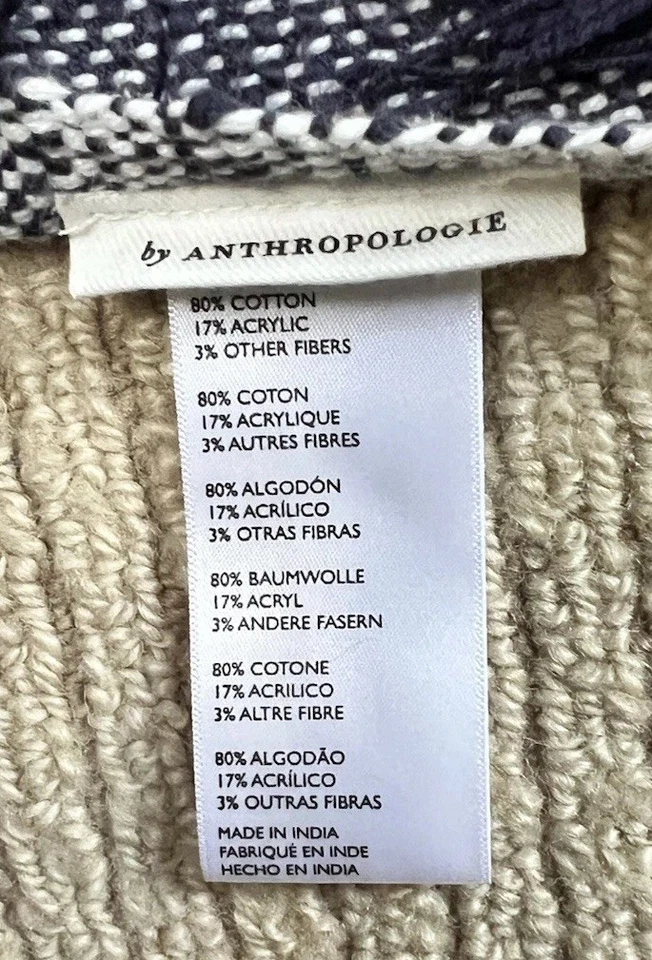 by ANTHROPOLOGIE
80% COTTON
17% ACRYLIC
3% OTHER FIBERS
80% COTON
17% ACRYLIQUE
3% AUTRES FIBRES
80% ALGODÓN
17% ACRÍLICO
3% OTRAS FIBRAS
80% BAUMWOLLE
17% ACRYL
3% ANDERE FASERN
80% COTONE
17% ACRILICO
3% ALTRE FIBRE
80% ALGODÃO
17% ACRÍLICO
3% OUTRAS FIBRAS
MADE IN INDIA
FABRIQUÉ EN INDE
HECHO EN INDIA